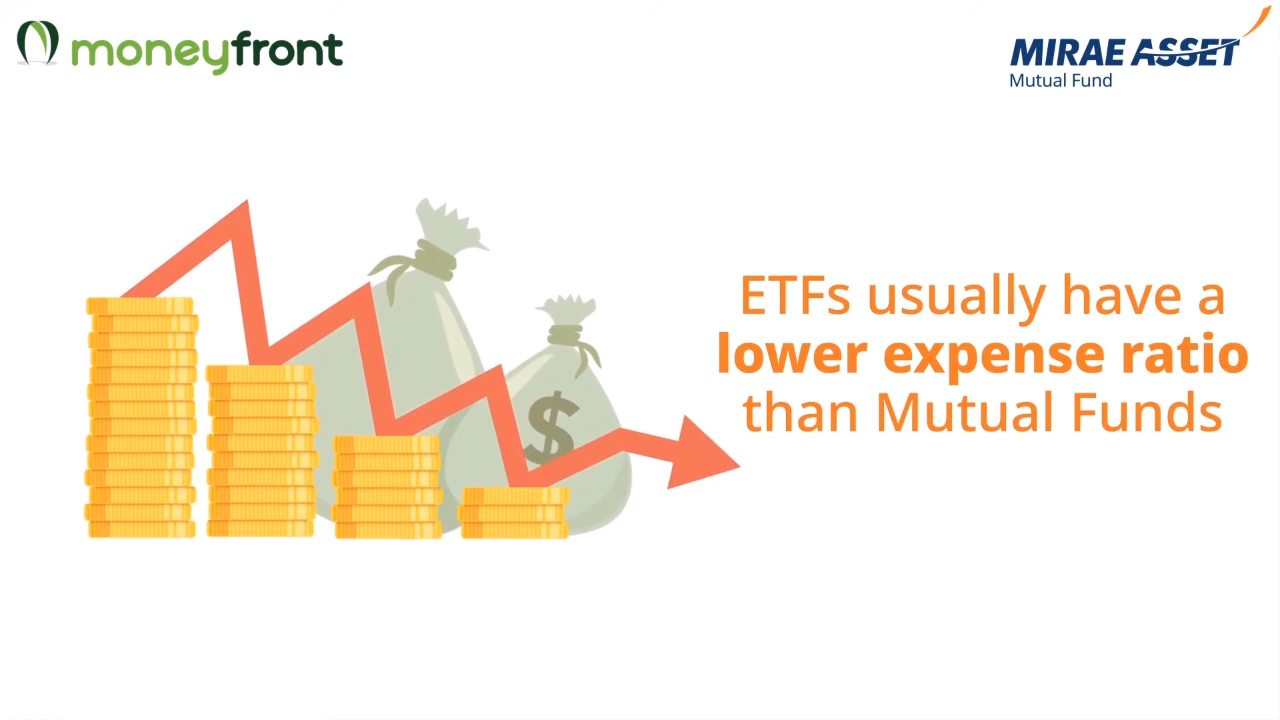 moneyfront
MIRAE ASSET
Mutual Fund
ETFs usually have a
lower expense ratio
than Mutual Funds
$